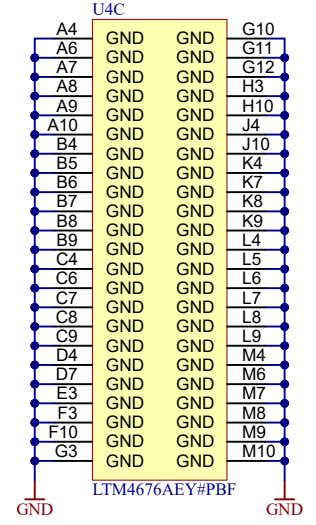 U4C
A4 GND GND G10
A6 GND GND G11
A7 GND GND G12
A8 GND GND H3
A9 GND GND H10
A10 GND GND J4
B4 GND GND J10
B5 GND GND K4
B6 GND GND K7
B7 GND GND K8
B8 GND GND K9
B9 GND GND L4
C4 GND GND L5
C6 GND GND L6
C7 GND GND L7
C8 GND GND L8
C9 GND GND L9
D4 GND GND M4
D7 GND GND M6
E3 GND GND M7
F3 GND GND M8
F10 GND GND M9
G3 GND GND M10
LTM4676AEY#PBF
GND GND